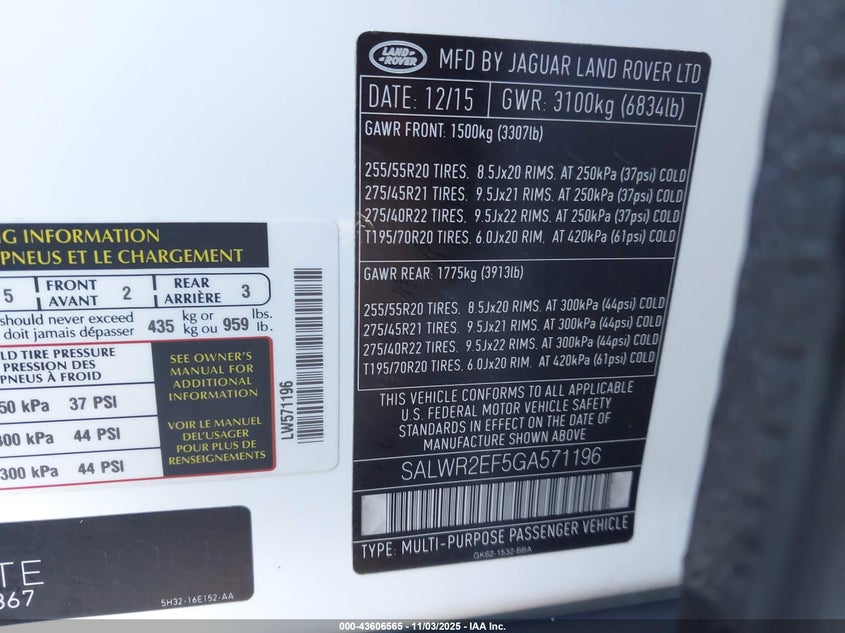 LAND ROVER
MFD BY JAGUAR LAND ROVER LTD
DATE: 12/15 GWR: 3100kg (6834lb)
GAWR FRONT: 1500kg (3307lb)
255/55R20 TIRES. 8.5Jx20 RIMS. AT 250kPa (37psi) COLD
275/45R21 TIRES. 9.5Jx21 RIMS. AT 250kPa (37psi) COLD
275/40R22 TIRES. 9.5Jx22 RIMS. AT 250kPa (37psi) COLD
T195/70R20 TIRES. 6.0Jx20 RIM. AT 420kPa (61psi) COLD
GAWR REAR: 1775kg (3913lb)
255/55R20 TIRES. 8.5Jx20 RIMS. AT 300kPa (44psi) COLD
275/45R21 TIRES. 9.5Jx21 RIMS. AT 300kPa (44psi) COLD
275/40R22 TIRES. 9.5Jx22 RIMS. AT 300kPa (44psi) COLD
T195/70R20 TIRES. 6.0Jx20 RIM. AT 420kPa (61psi) COLD
THIS VEHICLE CONFORMS TO ALL APPLICABLE
U.S. FEDERAL MOTOR VEHICLE SAFETY
STANDARDS IN EFFECT ON THE DATE OF
MANUFACTURE SHOWN ABOVE
SALWR2EF5GA571196
TYPE: MULTI-PURPOSE PASSENGER VEHICLE
GK62-1532-BBA
NG INFORMATION
PNEUS ET LE CHARGEMENT
5 FRONT AVANT 2 REAR ARRIÈRE 3
should never exceed 435 kg or 959 lbs.
doit jamais dépasser kg ou lb.
LD TIRE PRESSURE
PRESSION DES
PNEUS À FROID
50 kPa 37 PSI
300 kPa 44 PSI
300 kPa 44 PSI
SEE OWNER'S
MANUAL FOR
ADDITIONAL
INFORMATION
VOIR LE MANUEL
DEL'USAGER
POUR PLUS DE
RENSEIGNEMENTS
LW571196
TE
867
5H32-16E152-AA
000-43606565 - 11/03/2025 - IAA Inc.